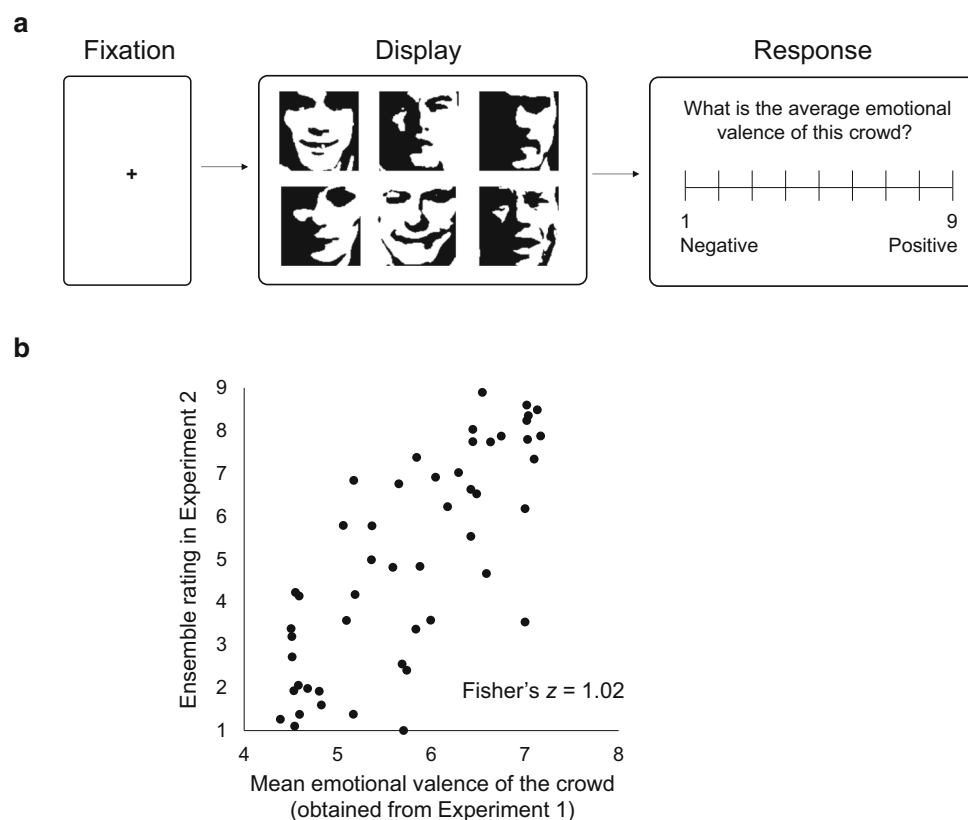 a
Fixation
Display
Response
+
What is the average emotional
valence of this crowd?
1
9
Negative
Positive
b
Ensemble rating in Experiment 2
9
8
7
6
5
4
3
2
1
Fisher's z = 1.02
4
5
6
7
8
Mean emotional valence of the crowd
(obtained from Experiment 1)